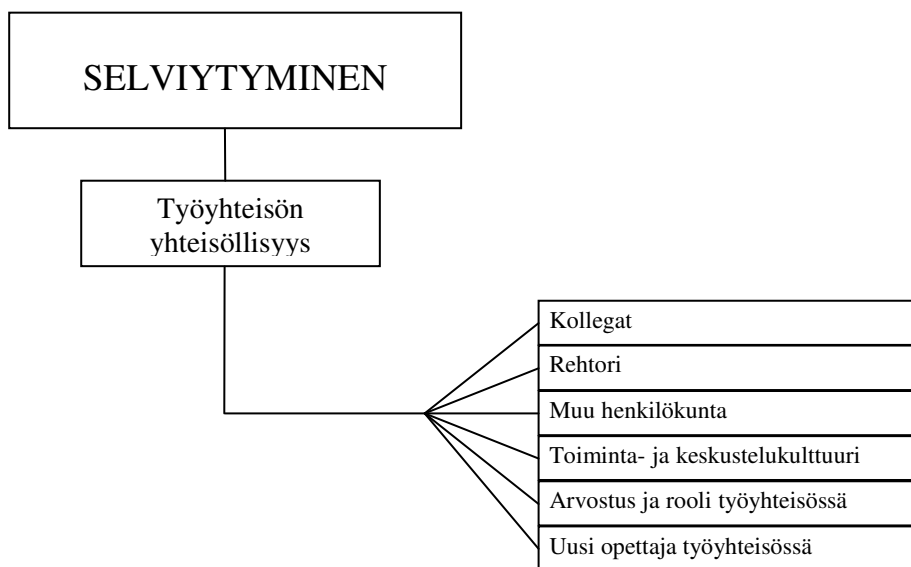 SELVIYTYMINEN
Työyhteisön
yhteisöllisyys
Kollegat
Rehtori
Muu henkilökunta
Toiminta- ja keskustelukulttuuri
Arvostus ja rooli työyhteisössä
Uusi opettaja työyhteisössä